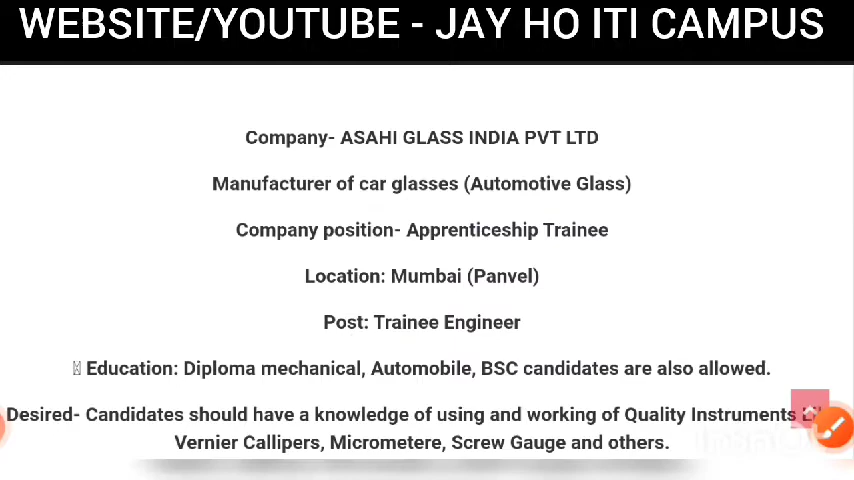 WEBSITE/YOUTUBE - JAY HO ITI CAMPUS
Company- ASAHI GLASS INDIA PVT LTD
Manufacturer of car glasses (Automotive Glass)
Company position- Apprenticeship Trainee
Location: Mumbai (Panvel)
Post: Trainee Engineer
Education: Diploma mechanical, Automobile, BSC candidates are also allowed.
Desired- Candidates should have a knowledge of using and working of Quality Instruments
Vernier Callipers, Micrometere, Screw Gauge and others.